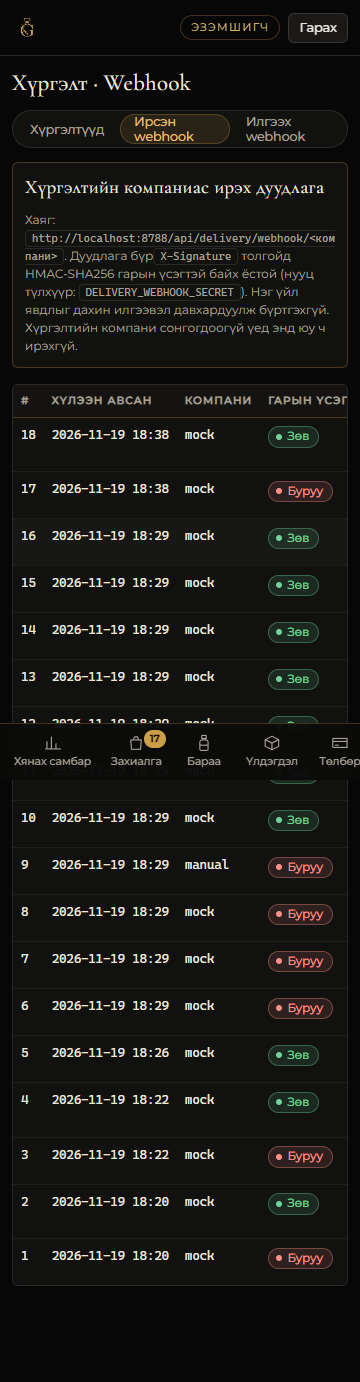 ЭЗЭМШИГЧ
Гарах
Хүргэлт · Webhook
Хүргэлтүүд
Ирсэн
webhook
Илгээх
webhook
Хүргэлтийн компаниас ирэх дуудлага
Хаяг:
http://localhost:8788/api/delivery/webhook/<ком
пани> . Дуудлага бүр X-Signature толгойд
HMAC-SHA256 гарын үсэгтэй байх ёстой (нууц
түлхүүр: DELIVERY_WEBHOOK_SECRET ). Нэг үйл
явдлыг дахин илгээвэл давхардуулж бүртгэхгүй.
Хүргэлтийн компани сонгогдоогүй үед энд юу ч
ирэхгүй.
# ХҮЛЭЭН АВСАН КОМПАНИ ГАРЫН ҮСЭГ
18 2026-11-19 18:38 mock Зөв
17 2026-11-19 18:38 mock Буруу
16 2026-11-19 18:29 mock Зөв
15 2026-11-19 18:29 mock Зөв
14 2026-11-19 18:29 mock Зөв
13 2026-11-19 18:29 mock Зөв
12 2026-11-19 18:29 mock
17
Хянах самбар Захиалга Бараа Үлдэгдэл Төлбөр
10 2026-11-19 18:29 mock Зөв
9 2026-11-19 18:29 manual Буруу
8 2026-11-19 18:29 mock Буруу
7 2026-11-19 18:29 mock Буруу
6 2026-11-19 18:29 mock Буруу
5 2026-11-19 18:26 mock Зөв
4 2026-11-19 18:22 mock Зөв
3 2026-11-19 18:22 mock Буруу
2 2026-11-19 18:20 mock Зөв
1 2026-11-19 18:20 mock Буруу